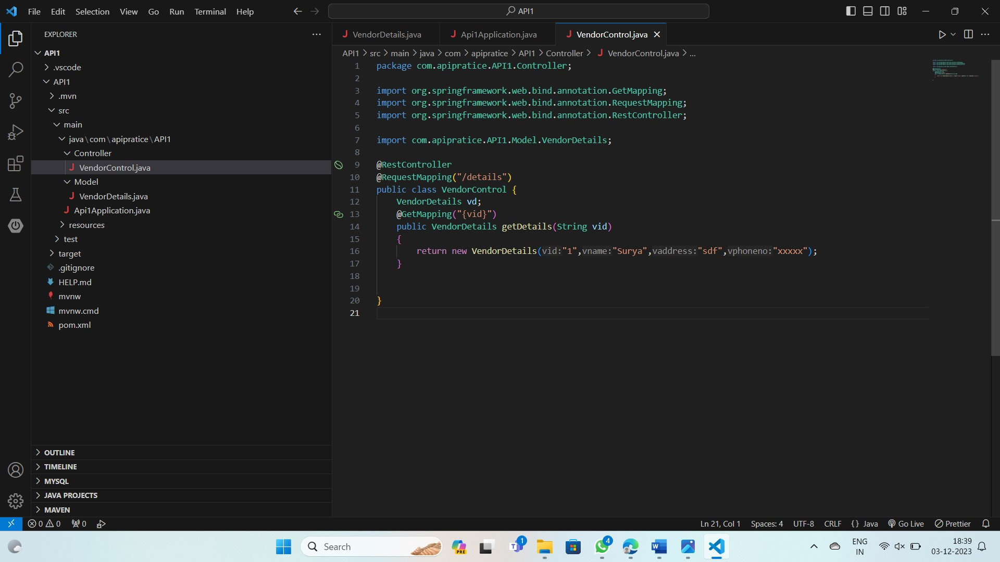 File Edit Selection View Go Run Terminal Help
API1
EXPLORER
API1
.vscode
API1
.mvn
src
main
java\com\apipratice\API1
Controller
VendorControl.java
Model
VendorDetails.java
Api1Application.java
resources
test
target
.gitignore
HELP.md
mvnw
mvnw.cmd
pom.xml
OUTLINE
TIMELINE
MYSQL
JAVA PROJECTS
MAVEN
VendorDetails.java Api1Application.java VendorControl.java
API1 > src > main > java > com > apipratice > API1 > Controller > VendorControl.java > ...
1 package com.apipratice.API1.Controller;
2
3 import org.springframework.web.bind.annotation.GetMapping;
4 import org.springframework.web.bind.annotation.RequestMapping;
5 import org.springframework.web.bind.annotation.RestController;
6
7 import com.apipratice.API1.Model.VendorDetails;
8
9 @RestController
10 @RequestMapping("/details")
11 public class VendorControl {
12 VendorDetails vd;
13 @GetMapping("{vid}")
14 public VendorDetails getDetails(String vid)
15 {
16 return new VendorDetails(vid:"1",vname:"Surya",vaddress:"sdf",vphoneno:"xxxxx");
17 }
18
19
20 }
21
0 0 0 Ln 21, Col 1 Spaces: 4 UTF-8 CRLF {} Java Go Live Prettier
Search PRE 1 4 ENG IN 18:39 03-12-2023